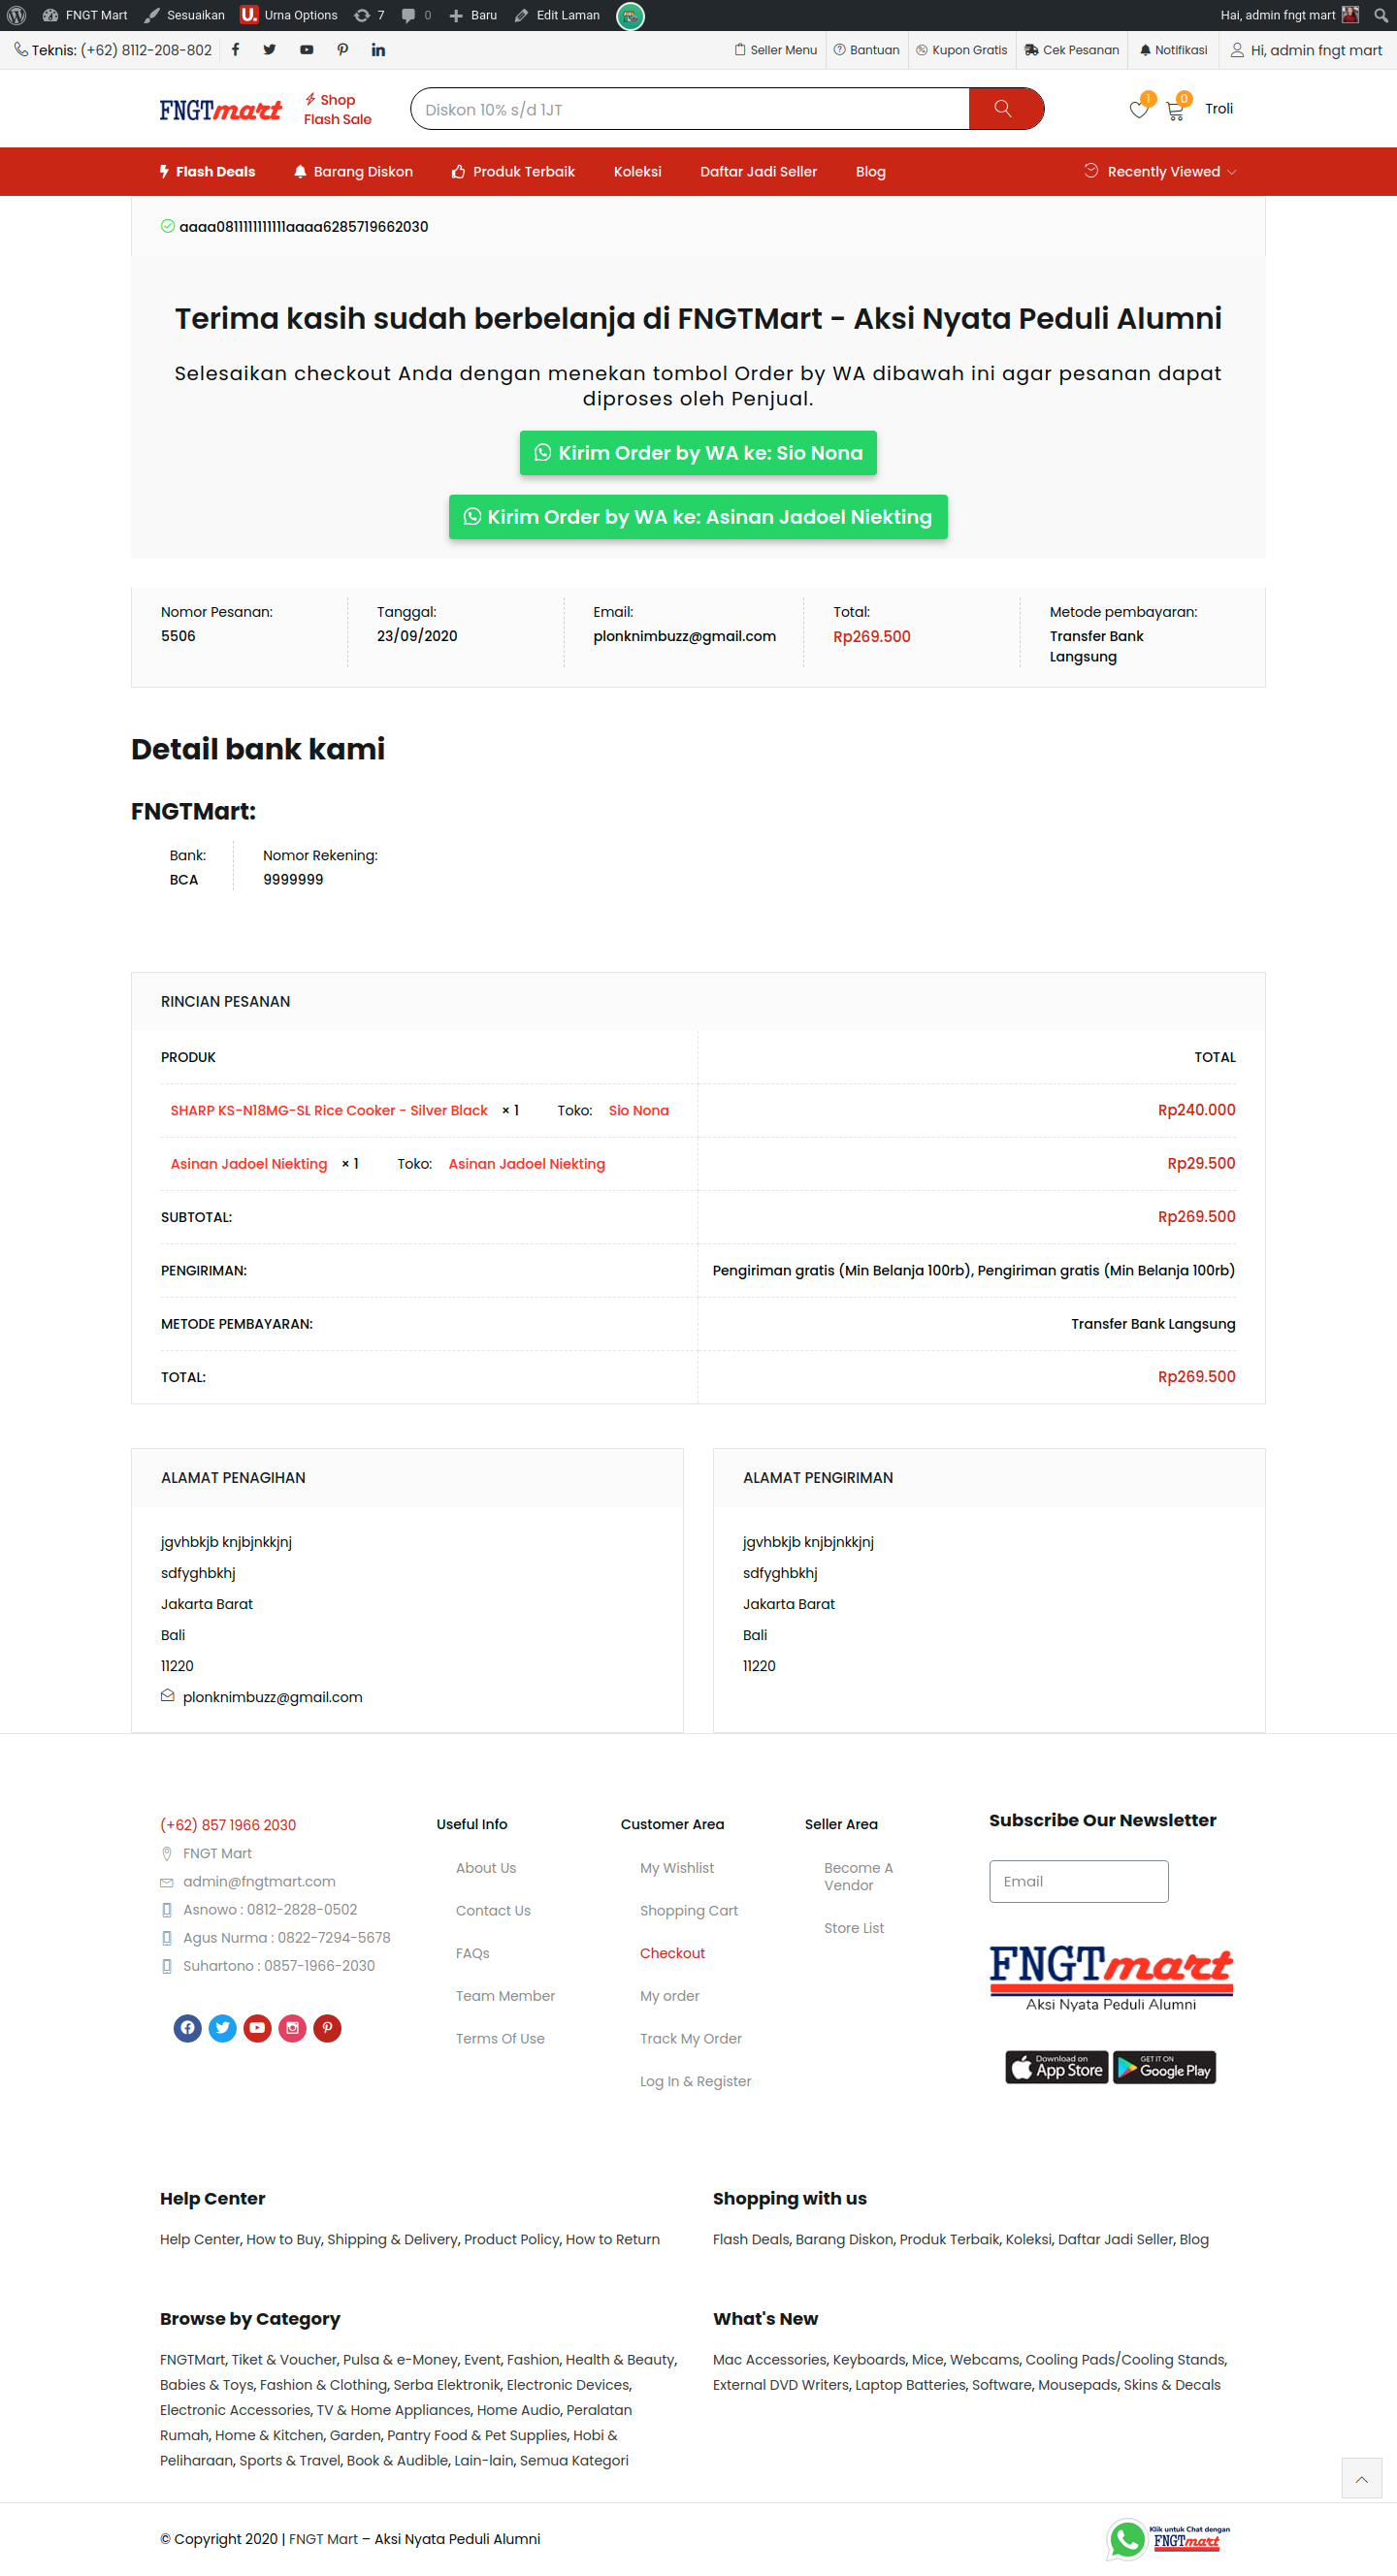 FNGT Mart Sesuaikan U. Urna Options 7 0 Baru Edit Laman Hai, admin fngt mart
Teknis: (+62) 8112-208-802 Seller Menu Bantuan Kupon Gratis Cek Pesanan Notifikasi Hi, admin fngt mart
FNGTmart Shop Flash Sale Diskon 10% s/d 1JT 1 0 Troli
Flash Deals Barang Diskon Produk Terbaik Koleksi Daftar Jadi Seller Blog Recently Viewed
Terima kasih sudah berbelanja di FNGTMart - Aksi Nyata Peduli Alumni
Selesaikan checkout Anda dengan menekan tombol Order by WA dibawah ini agar pesanan dapat
diproses oleh Penjual.
Kirim Order by WA ke: Sio Nona
Kirim Order by WA ke: Asinan Jadoel Niekting
Nomor Pesanan: Tanggal: Email: Total: Metode pembayaran:
5506 23/09/2020 plonknimbuzz@gmail.com Rp269.500 Transfer Bank
Langsung
Detail bank kami
FNGTMart:
Bank: Nomor Rekening:
BCA 9999999
RINCIAN PESANAN
PRODUK TOTAL
SHARP KS-N18MG-SL Rice Cooker - Silver Black × 1 Toko: Sio Nona Rp240.000
Asinan Jadoel Niekting × 1 Toko: Asinan Jadoel Niekting Rp29.500
SUBTOTAL: Rp269.500
PENGIRIMAN: Pengiriman gratis (Min Belanja 100rb), Pengiriman gratis (Min Belanja 100rb)
METODE PEMBAYARAN: Transfer Bank Langsung
TOTAL: Rp269.500
ALAMAT PENAGIHAN
jgvhbkjb knjbjnkkjnj
sdfyghbkhj
Jakarta Barat
Bali
11220
plonknimbuzz@gmail.com
ALAMAT PENGIRIMAN
jgvhbkjb knjbjnkkjnj
sdfyghbkhj
Jakarta Barat
Bali
11220
(+62) 857 1966 2030
FNGT Mart
admin@fngtmart.com
Asnowo : 0812-2828-0502
Agus Nurma : 0822-7294-5678
Suhartono : 0857-1966-2030
Useful Info
About Us
Contact Us
FAQs
Team Member
Terms Of Use
Customer Area
My Wishlist
Shopping Cart
Checkout
My order
Track My Order
Log In & Register
Seller Area
Become A
Vendor
Store List
Subscribe Our Newsletter
Email
FNGTmart
Aksi Nyata Peduli Alumni
Download on App Store GET IT ON Google Play
Help Center
Help Center, How to Buy, Shipping & Delivery, Product Policy, How to Return
Shopping with us
Flash Deals, Barang Diskon, Produk Terbaik, Koleksi, Daftar Jadi Seller, Blog
Browse by Category
FNGTMart, Tiket & Voucher, Pulsa & e-Money, Event, Fashion, Health & Beauty,
Babies & Toys, Fashion & Clothing, Serba Elektronik, Electronic Devices,
Electronic Accessories, TV & Home Appliances, Home Audio, Peralatan
Rumah, Home & Kitchen, Garden, Pantry Food & Pet Supplies, Hobi &
Peliharaan, Sports & Travel, Book & Audible, Lain-lain, Semua Kategori
What's New
Mac Accessories, Keyboards, Mice, Webcams, Cooling Pads/Cooling Stands,
External DVD Writers, Laptop Batteries, Software, Mousepads, Skins & Decals
© Copyright 2020 | FNGT Mart – Aksi Nyata Peduli Alumni
Klik untuk Chat dengan
FNGTmart